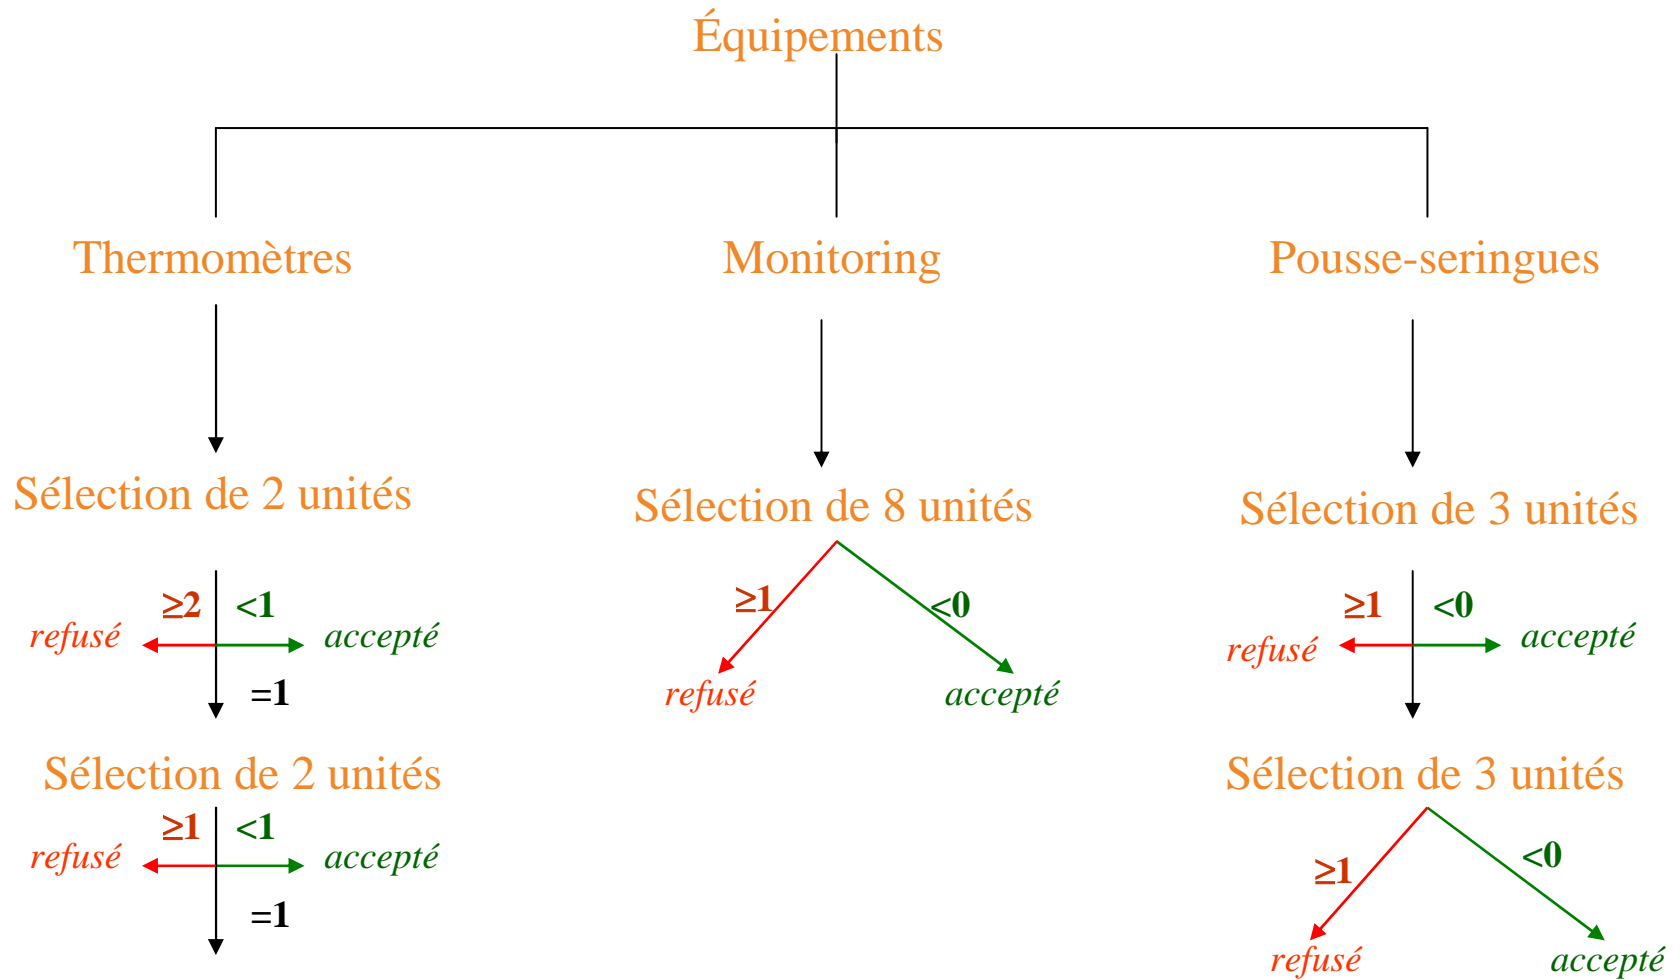 Équipements
Thermomètres
Monitoring
Pousse-seringues
Sélection de 2 unités
Sélection de 8 unités
Sélection de 3 unités
≥2 <1
refusé accepté
=1
≥1 <0
refusé accepté
≥1 <0
refusé accepté
Sélection de 2 unités
≥1 <1
refusé accepté
=1
Sélection de 3 unités
≥1 <0
refusé accepté